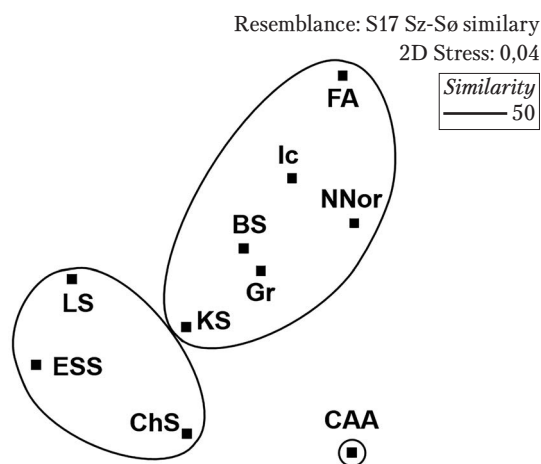 Resemblance: S17 Sz-Sø similary
2D Stress: 0,04
Similarity
50
FA
Ic
NNor
BS
Gr
KS
LS
ESS
ChS
CAA